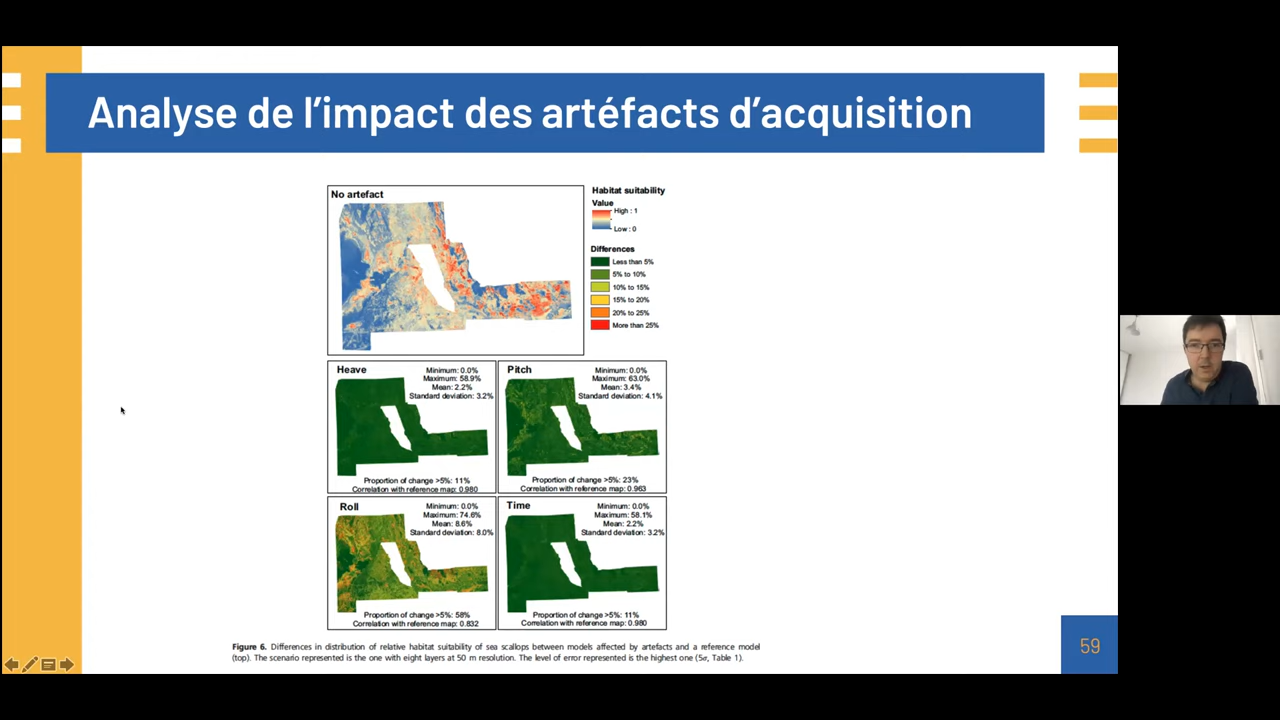 Analyse de l’impact des artéfacts d’acquisition
No artefact
Habitat suitability
Value
High : 1
Low : 0
Differences
Less than 5%
5% to 10%
10% to 15%
15% to 20%
20% to 25%
More than 25%
Heave
Minimum: 0.0%
Maximum: 58.9%
Mean: 2.2%
Standard deviation: 3.2%
Proportion of change >5%: 11%
Correlation with reference map: 0.980
Pitch
Minimum: 0.0%
Maximum: 63.0%
Mean: 3.4%
Standard deviation: 4.1%
Proportion of change >5%: 23%
Correlation with reference map: 0.963
Roll
Minimum: 0.0%
Maximum: 74.6%
Mean: 8.6%
Standard deviation: 8.0%
Proportion of change >5%: 58%
Correlation with reference map: 0.832
Time
Minimum: 0.0%
Maximum: 58.1%
Mean: 2.2%
Standard deviation: 3.2%
Proportion of change >5%: 11%
Correlation with reference map: 0.980
Figure 6. Differences in distribution of relative habitat suitability of sea scallops between models affected by artefacts and a reference model
(top). The scenario represented is the one with eight layers at 50 m resolution. The level of error represented is the highest one (5σ, Table 1).
59